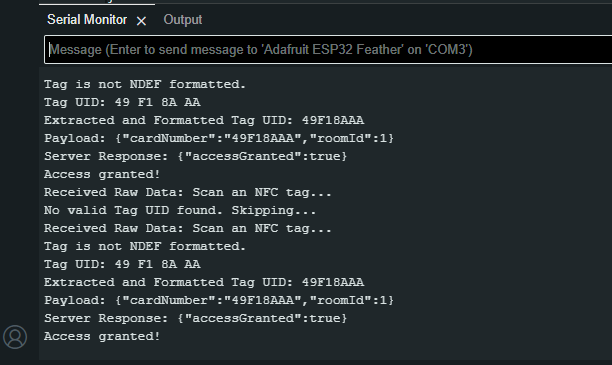 Serial Monitor Output
Message (Enter to send message to 'Adafruit ESP32 Feather' on 'COM3')
Tag is not NDEF formatted.
Tag UID: 49 F1 8A AA
Extracted and Formatted Tag UID: 49F18AAA
Payload: {"cardNumber":"49F18AAA","roomId":1}
Server Response: {"accessGranted":true}
Access granted!
Received Raw Data: Scan an NFC tag...
No valid Tag UID found. Skipping...
Received Raw Data: Scan an NFC tag...
Tag is not NDEF formatted.
Tag UID: 49 F1 8A AA
Extracted and Formatted Tag UID: 49F18AAA
Payload: {"cardNumber":"49F18AAA","roomId":1}
Server Response: {"accessGranted":true}
Access granted!